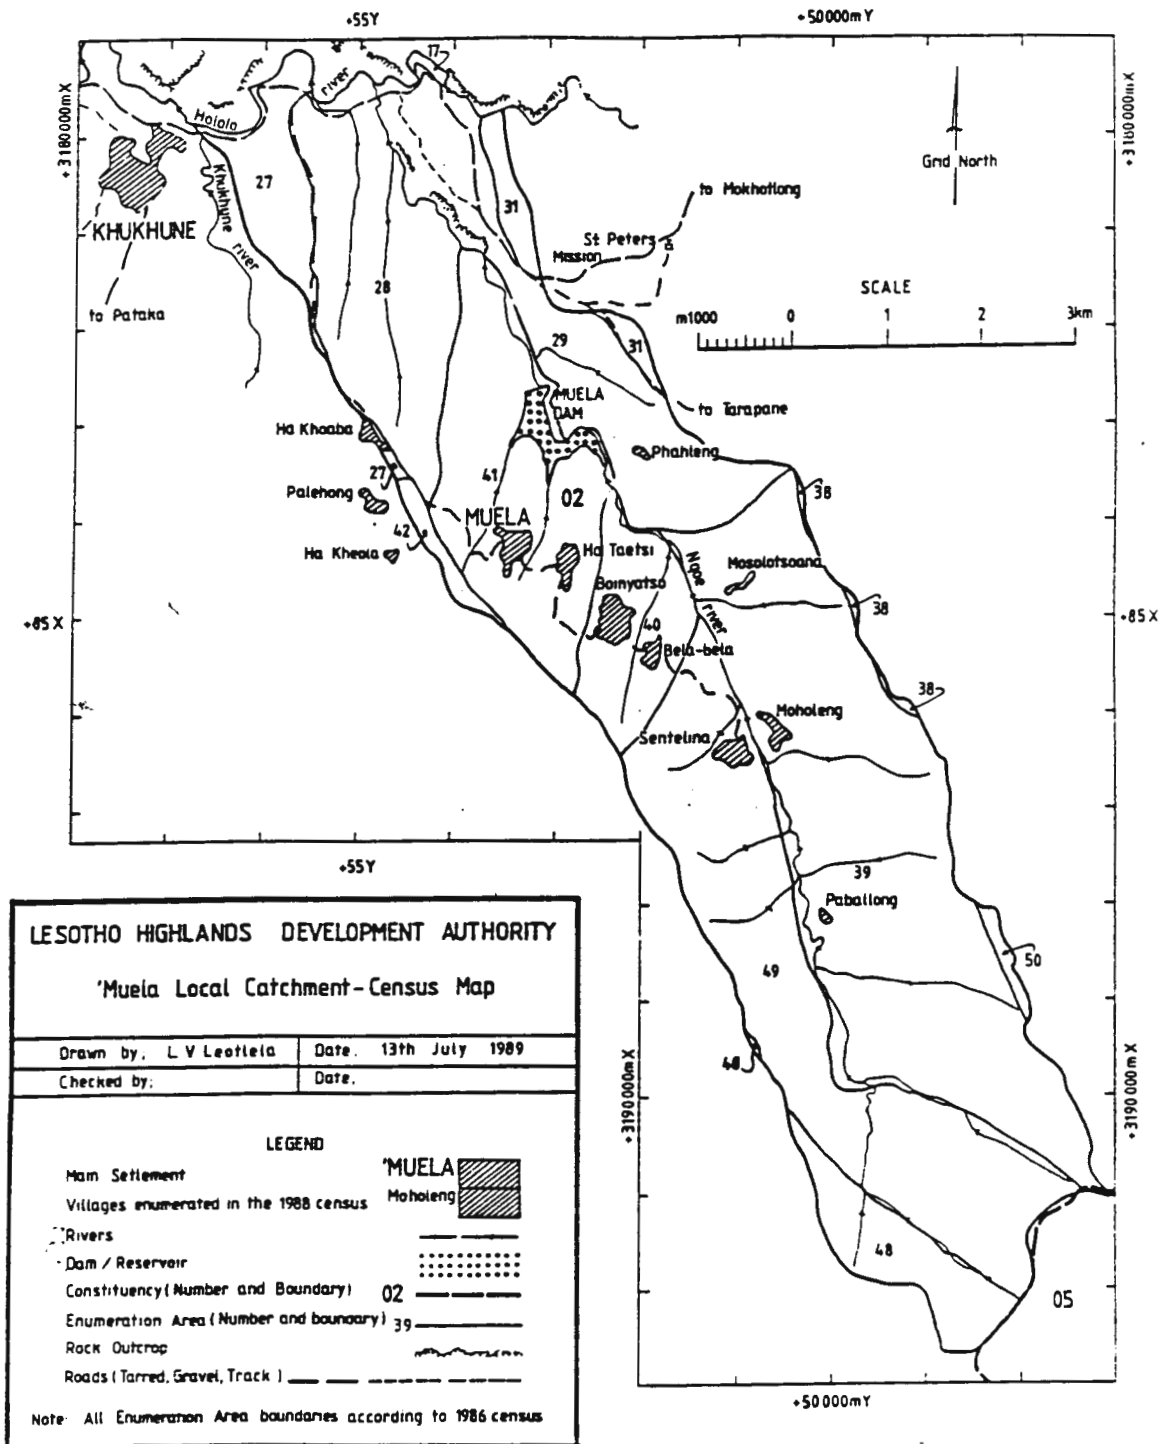 +55Y
+50000mY
17
river
Hololo
+3180000mX
+3180000mX
Grid North
27
Khukhune
river
31
to Mokhotlong
KHUKHUNE
St Peters
Mission
28
SCALE
to Pataka
m1000 0 1 2 3km
29
31
MUELA
DAM
to Tarapane
Ha Khoaba
Phahleng
27
41
Palehong
02
38
42
MUELA
Ha Kheola
Ha Taetsi
Nqoe
river
Mosolotsoana
Boinyatso
38
+85X
+85X
40
Bela-bela
38
Moholeng
Sentelina
+55Y
39
Paballong
50
49
48
+3190000mX
+3190000mX
48
05
+50000mY
LESOTHO HIGHLANDS DEVELOPMENT AUTHORITY
'Muela Local Catchment-Census Map
Drawn by: L V Leotlela Date. 13th July 1989
Checked by: Date.
LEGEND
Main Settlement 'MUELA
Villages enumerated in the 1988 census Moholeng
Rivers
Dam / Reservoir
Constituency (Number and Boundary) 02
Enumeration Area (Number and boundary) 39
Rock Outcrop
Roads (Tarred, Gravel, Track)
Note: All Enumeration Area boundaries according to 1986 census